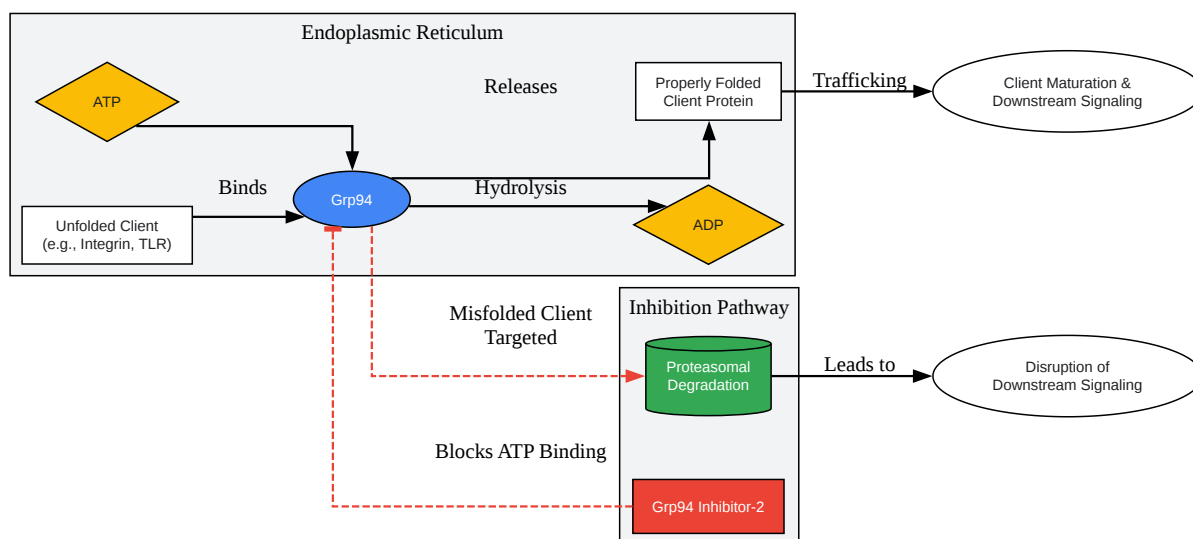 Endoplasmic Reticulum
ATP
Releases
Properly Folded
Client Protein
Trafficking
Client Maturation &
Downstream Signaling
Binds
Grp94
Hydrolysis
Unfolded Client
(e.g., Integrin, TLR)
ADP
Misfolded Client
Targeted
Inhibition Pathway
Proteasomal
Degradation
Leads to
Disruption of
Downstream Signaling
Blocks ATP Binding
Grp94 Inhibitor-2